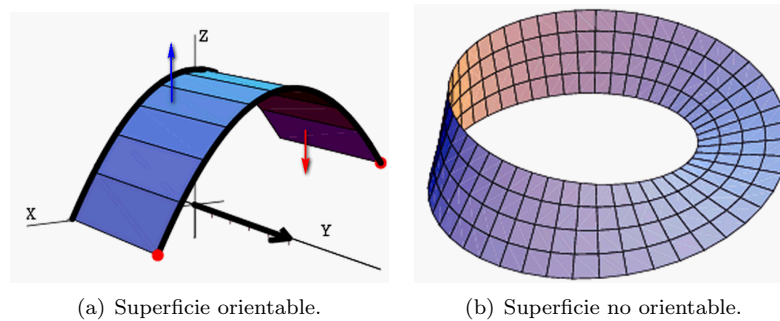 Z
X
Y
(a) Superficie orientable.
(b) Superficie no orientable.